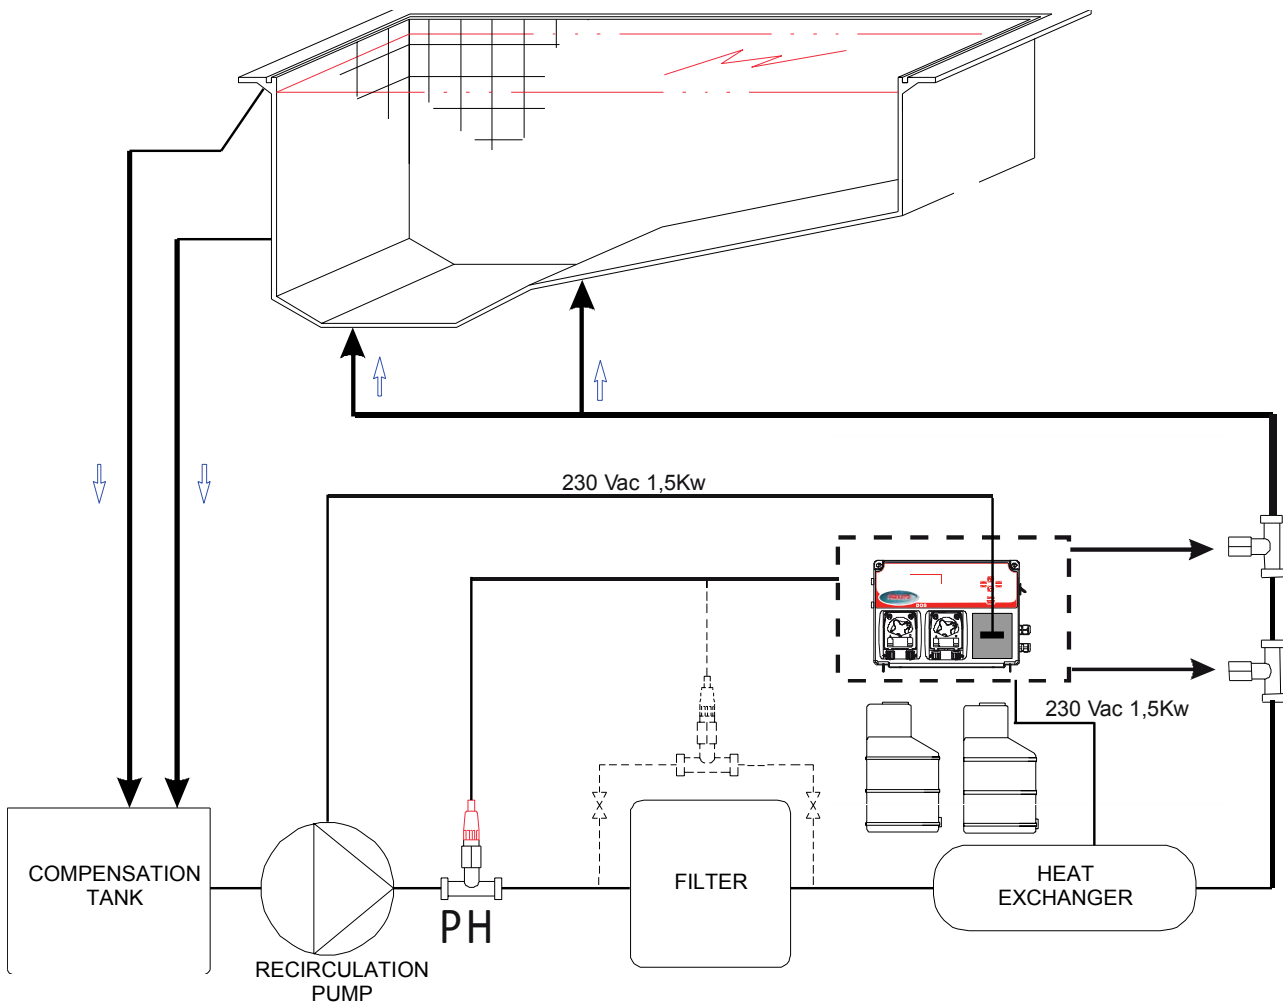 230 Vac 1,5Kw
230 Vac 1,5Kw
COMPENSATION
TANK
FILTER
HEAT
EXCHANGER
PH
RECIRCULATION
PUMP